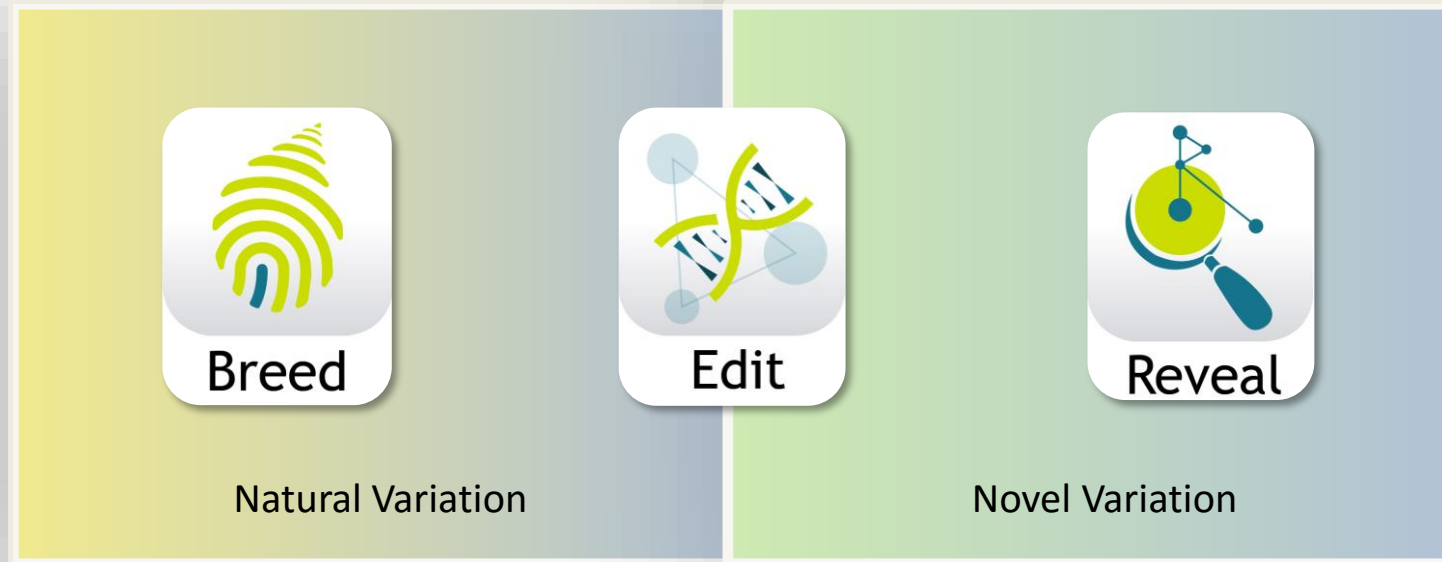 Breed
Edit
Reveal
Natural Variation
Novel Variation